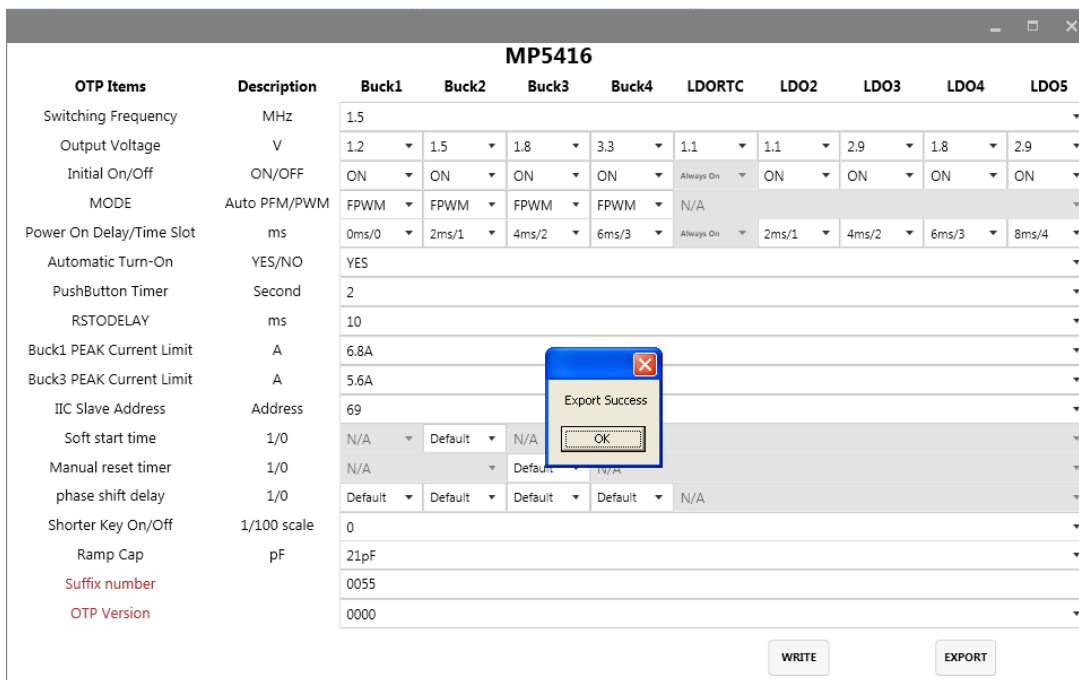 MP5416
OTP Items Description Buck1 Buck2 Buck3 Buck4 LDORTC LDO2 LDO3 LDO4 LDO5
Switching Frequency MHz 1.5
Output Voltage V 1.2 1.5 1.8 3.3 1.1 1.1 2.9 1.8 2.9
Initial On/Off ON/OFF ON ON ON ON Always On ON ON ON ON
MODE Auto PFM/PWM FPWM FPWM FPWM FPWM N/A
Power On Delay/Time Slot ms 0ms/0 2ms/1 4ms/2 6ms/3 Always On 2ms/1 4ms/2 6ms/3 8ms/4
Automatic Turn-On YES/NO YES
PushButton Timer Second 2
RSTODELAY ms 10
Buck1 PEAK Current Limit A 6.8A
Buck3 PEAK Current Limit A 5.6A
IIC Slave Address Address 69
Export Success
Soft start time 1/0 N/A Default N/A
OK
Manual reset timer 1/0 N/A Default N/A
phase shift delay 1/0 Default Default Default Default N/A
Shorter Key On/Off 1/100 scale 0
Ramp Cap pF 21pF
Suffix number 0055
OTP Version 0000
WRITE EXPORT